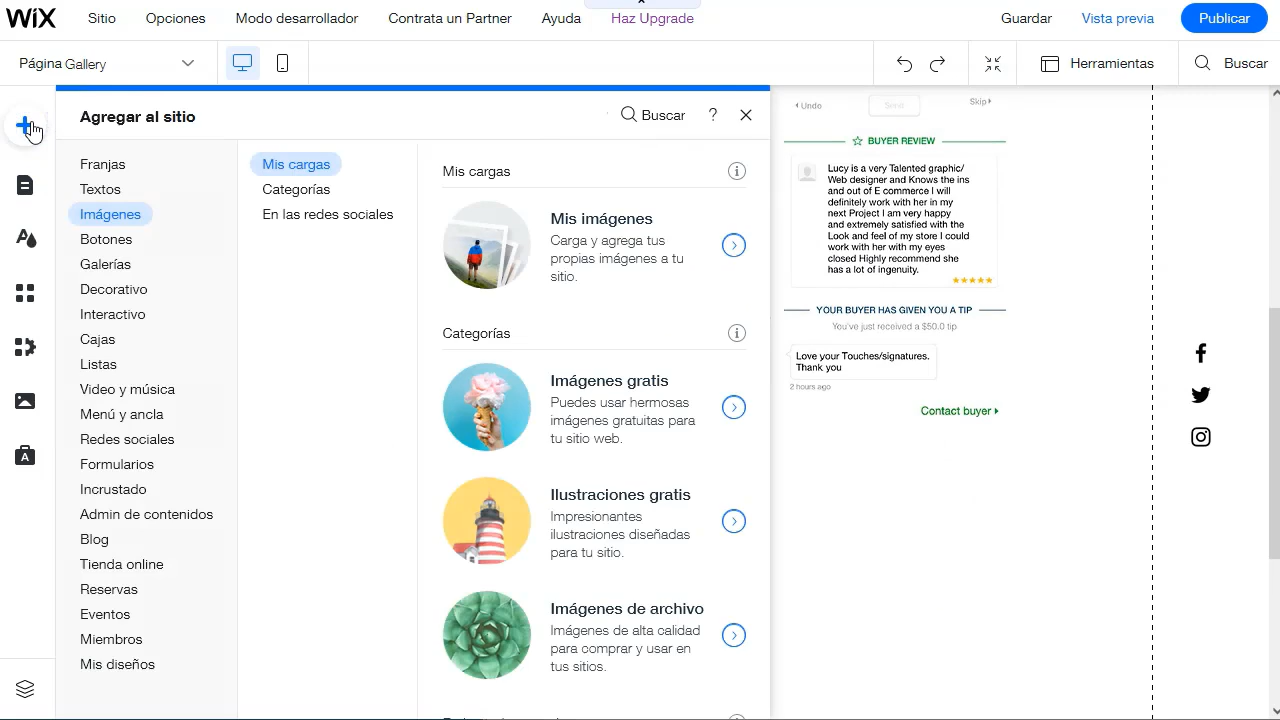 WiX
Sitio
Opciones
Modo desarrollador
Contrata un Partner
Ayuda
Haz Upgrade
Guardar
Vista previa
Publicar
Página Gallery
Herramientas
Buscar
Agregar al sitio
Buscar
?
Franjas
Textos
Imágenes
Botones
Galerías
Decorativo
Interactivo
Cajas
Listas
Video y música
Menú y ancla
Redes sociales
Formularios
Incrustado
Admin de contenidos
Blog
Tienda online
Reservas
Eventos
Miembros
Mis diseños
Mis cargas
Categorías
En las redes sociales
Mis cargas
Mis imágenes
Carga y agrega tus
propias imágenes a tu
sitio.
Categorías
Imágenes gratis
Puedes usar hermosas
imágenes gratuitas para
tu sitio web.
Ilustraciones gratis
Impresionantes
ilustraciones diseñadas
para tu sitio.
Imágenes de archivo
Imágenes de alta calidad
para comprar y usar en
tus sitios.
Undo
Send
Skip
BUYER REVIEW
Lucy is a very Talented graphic/
Web designer and Knows the ins
and out of E commerce I will
definitely work with her in my
next Project I am very happy
and extremely satisfied with the
Look and feel of my store I could
work with her with my eyes
closed Highly recommend she
has a lot of ingenuity.
YOUR BUYER HAS GIVEN YOU A TIP
You've just received a $50.0 tip
Love your Touches/signatures.
Thank you
2 hours ago
Contact buyer